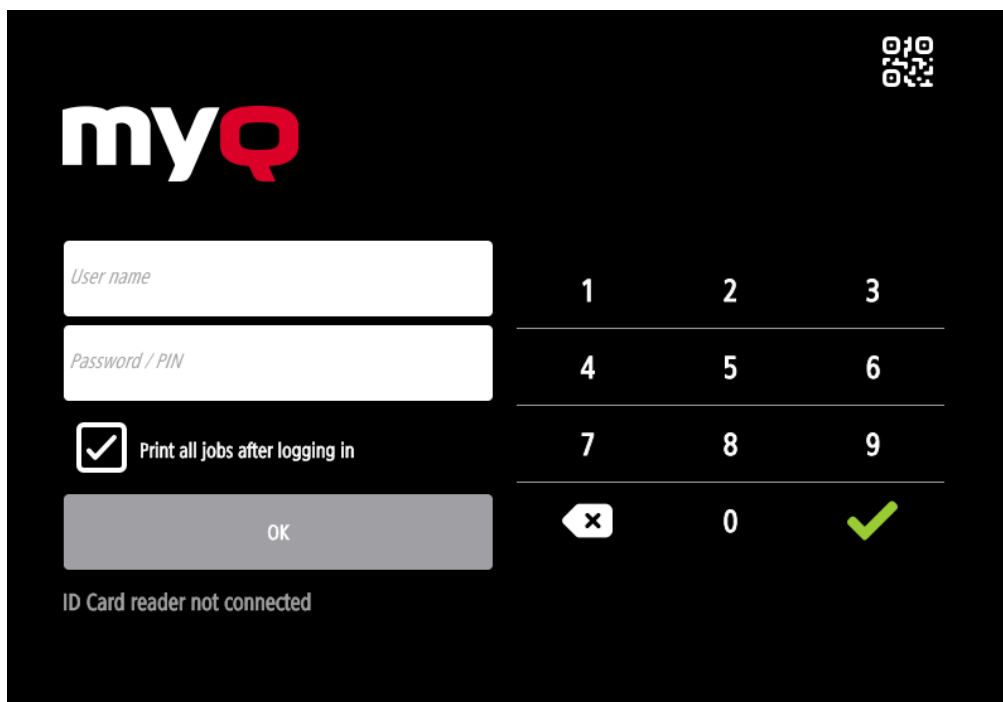 myQ
User name
Password / PIN
Print all jobs after logging in
OK
ID Card reader not connected
1 2 3
4 5 6
7 8 9
0